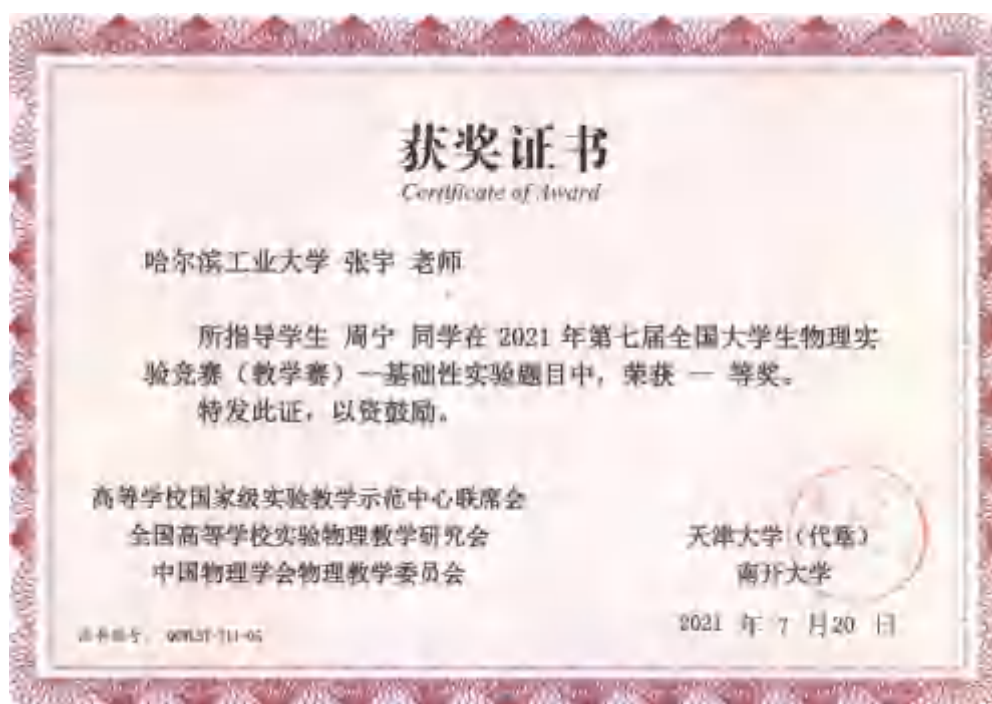 获奖证书
Certificate of Award
哈尔滨工业大学 张宇 老师
所指导学生 周宁 同学在 2021 年第七届全国大学生物理实
验竞赛（教学赛）—基础性实验题目中，荣获 一 等奖。
特发此证，以资鼓励。
高等学校国家级实验教学示范中心联席会
全国高等学校实验物理教学研究会
中国物理学会物理教学委员会
天津大学（代章）
南开大学
2021 年 7 月20 日
证书编号：